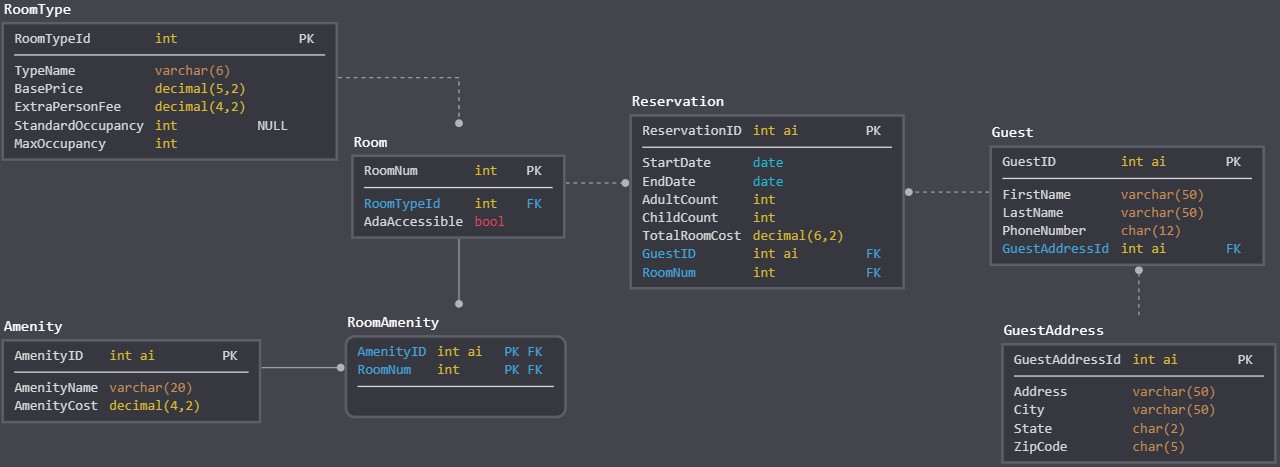 RoomType
RoomTypeId int PK
TypeName varchar(6)
BasePrice decimal(5,2)
ExtraPersonFee decimal(4,2)
StandardOccupancy int NULL
MaxOccupancy int
Room
RoomNum int PK
RoomTypeId int FK
AdaAccessible bool
Reservation
ReservationID int ai PK
StartDate date
EndDate date
AdultCount int
ChildCount int
TotalRoomCost decimal(6,2)
GuestID int ai FK
RoomNum int FK
Guest
GuestID int ai PK
FirstName varchar(50)
LastName varchar(50)
PhoneNumber char(12)
GuestAddressId int ai FK
Amenity
AmenityID int ai PK
AmenityName varchar(20)
AmenityCost decimal(4,2)
RoomAmenity
AmenityID int ai PK FK
RoomNum int PK FK
GuestAddress
GuestAddressId int ai PK
Address varchar(50)
City varchar(50)
State char(2)
ZipCode char(5)